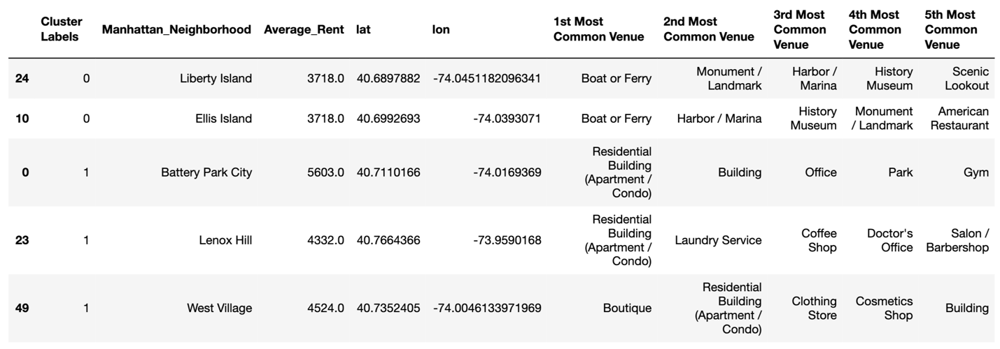 Cluster Labels Manhattan_Neighborhood Average_Rent lat lon 1st Most Common Venue 2nd Most Common Venue 3rd Most Common Venue 4th Most Common Venue 5th Most Common Venue
24 0 Liberty Island 3718.0 40.6897882 -74.0451182096341 Boat or Ferry Monument / Landmark Harbor / Marina History Museum Scenic Lookout
10 0 Ellis Island 3718.0 40.6992693 -74.0393071 Boat or Ferry Harbor / Marina History Museum Monument / Landmark American Restaurant
0 1 Battery Park City 5603.0 40.7110166 -74.0169369 Residential Building (Apartment / Condo) Building Office Park Gym
23 1 Lenox Hill 4332.0 40.7664366 -73.9590168 Residential Building (Apartment / Condo) Laundry Service Coffee Shop Doctor's Office Salon / Barbershop
49 1 West Village 4524.0 40.7352405 -74.0046133971969 Boutique Residential Building (Apartment / Condo) Clothing Store Cosmetics Shop Building